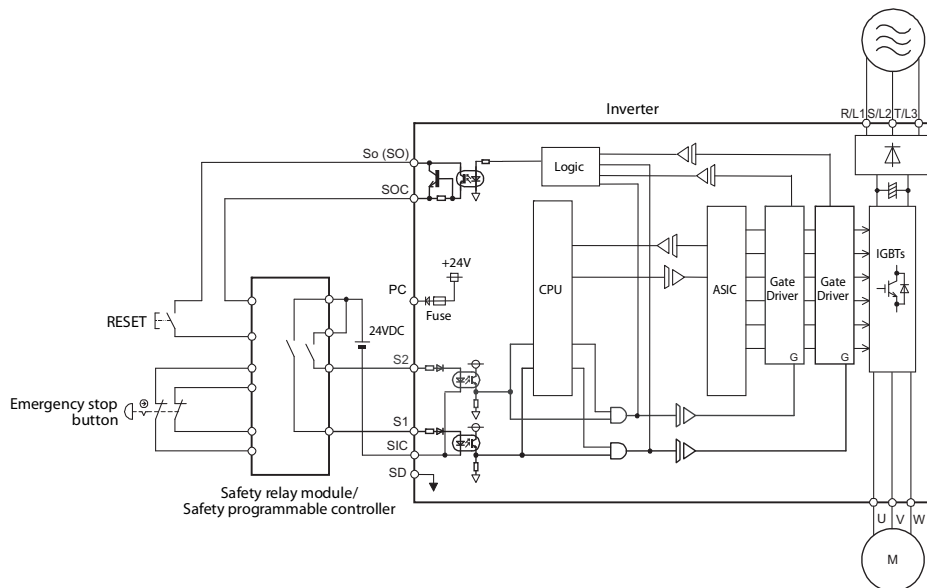 Inverter
R/L1 S/L2 T/L3
So (SO)
SOC
Logic
+24V
PC
Fuse
CPU
ASIC
Gate
Driver
G
Gate
Driver
G
IGBTs
RESET
24VDC
S2
Emergency stop
button
S1
SIC
SD
Safety relay module/
Safety programmable controller
U V W
M